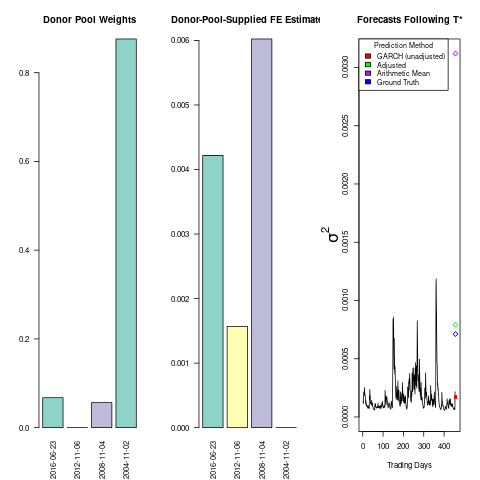 Donor Pool Weights
0.0
0.2
0.4
0.6
0.8
2016-06-23
2012-11-06
2008-11-04
2004-11-02
Donor-Pool-Supplied FE Estimate
0.000
0.001
0.002
0.003
0.004
0.005
0.006
2016-06-23
2012-11-06
2008-11-04
2004-11-02
Forecasts Following T*
Prediction Method
GARCH (unadjusted)
Adjusted
Arithmetic Mean
Ground Truth
σ²
0.0000
0.0005
0.0010
0.0015
0.0020
0.0025
0.0030
0 100 200 300 400
Trading Days